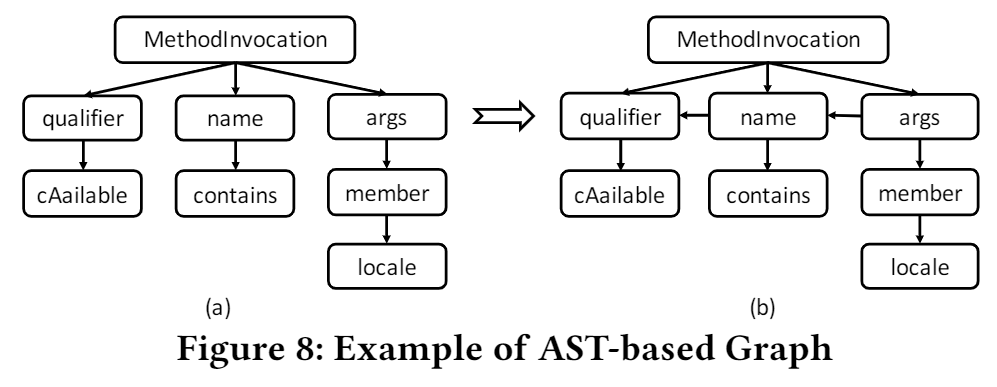 MethodInvocation MethodInvocation
qualifier name args qualifier name args
cAailable contains member cAailable contains member
locale locale
(a) (b)
Figure 8: Example of AST-based Graph